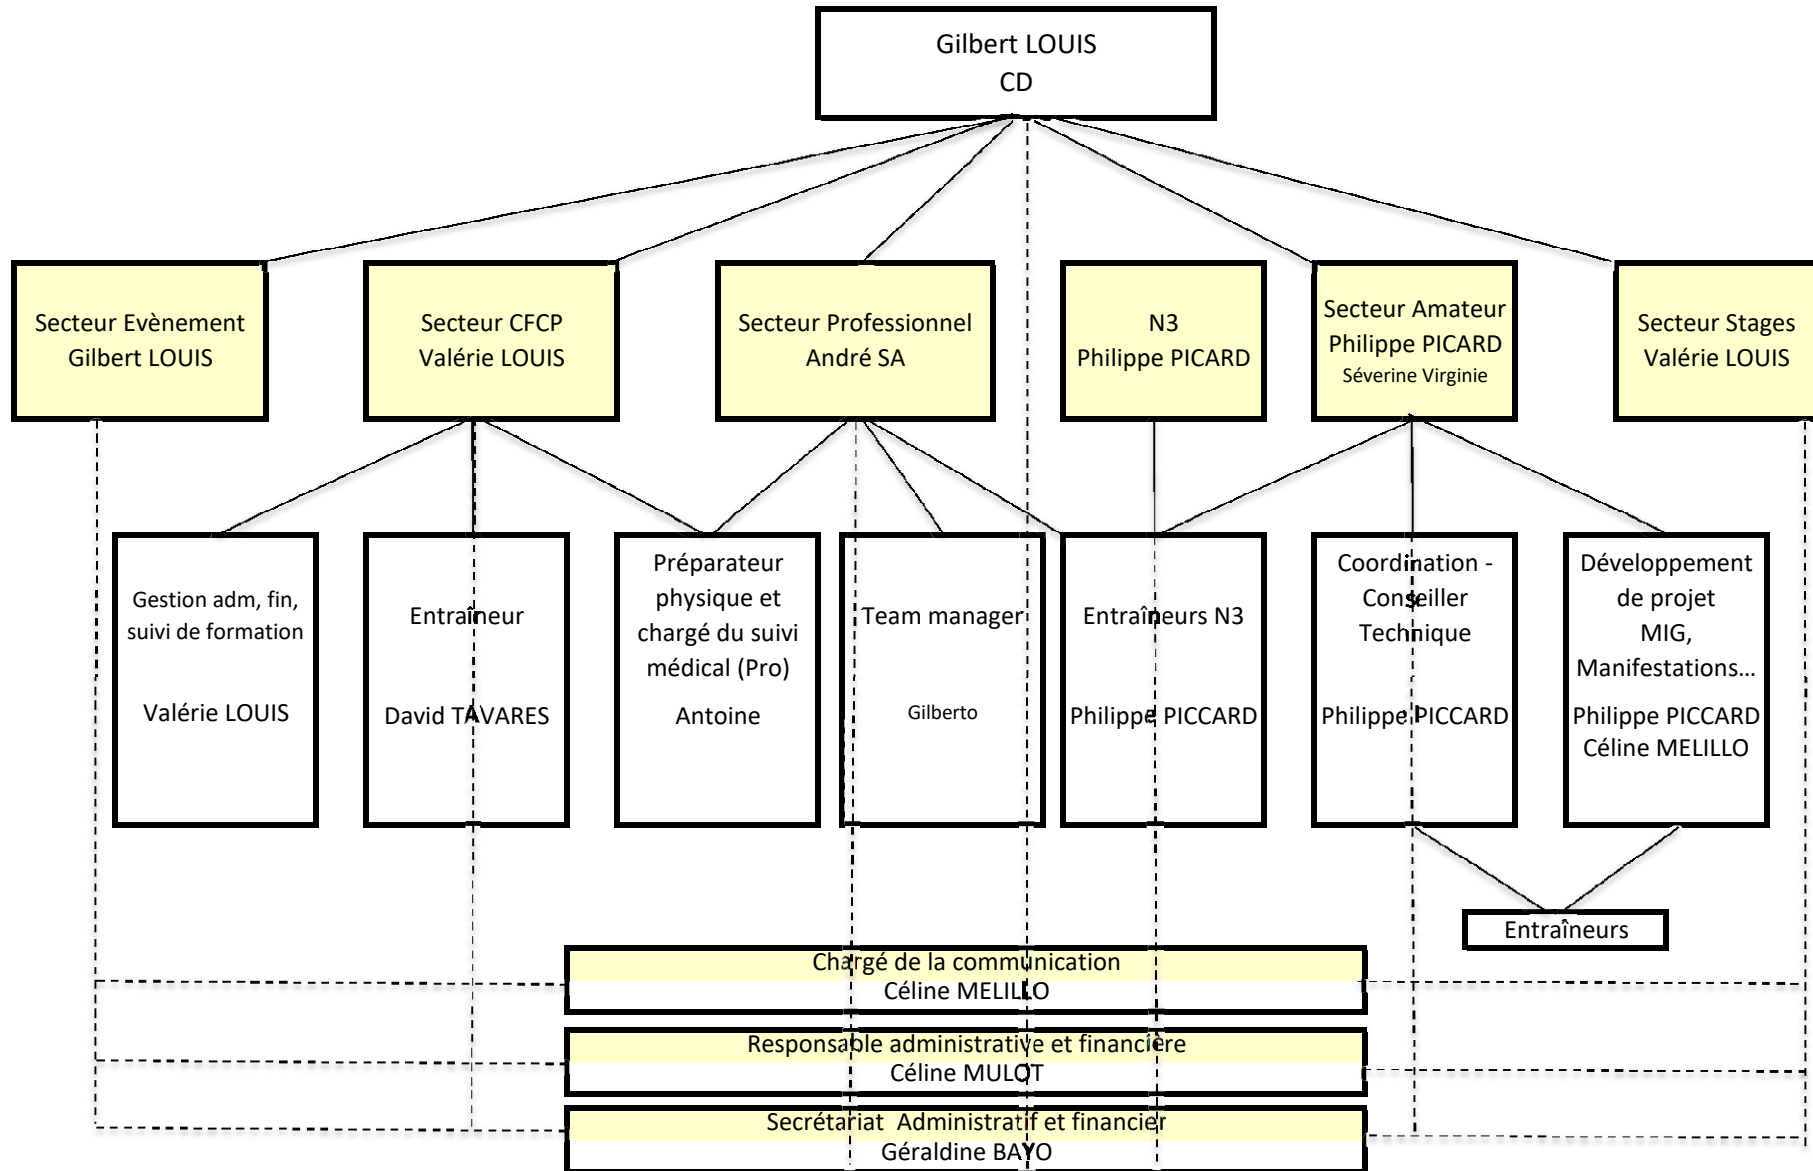 Gilbert LOUIS
CD
Secteur Evènement
Gilbert LOUIS
Secteur CFCP
Valérie LOUIS
Secteur Professionnel
André SA
N3
Philippe PICARD
Secteur Amateur
Philippe PICARD
Séverine Virginie
Secteur Stages
Valérie LOUIS
Gestion adm, fin,
suivi de formation
Valérie LOUIS
Entraîneur
David TAVARES
Préparateur
physique et
chargé du suivi
médical (Pro)
Antoine
Team manager
Gilberto
Entraîneurs N3
Philippe PICCARD
Coordination -
Conseiller
Technique
Philippe PICCARD
Développement
de projet
MIG,
Manifestations...
Philippe PICCARD
Céline MELILLO
Entraîneurs
Chargé de la communication
Céline MELILLO
Responsable administrative et financière
Céline MULOT
Secrétariat  Administratif et financier
Géraldine BAYO